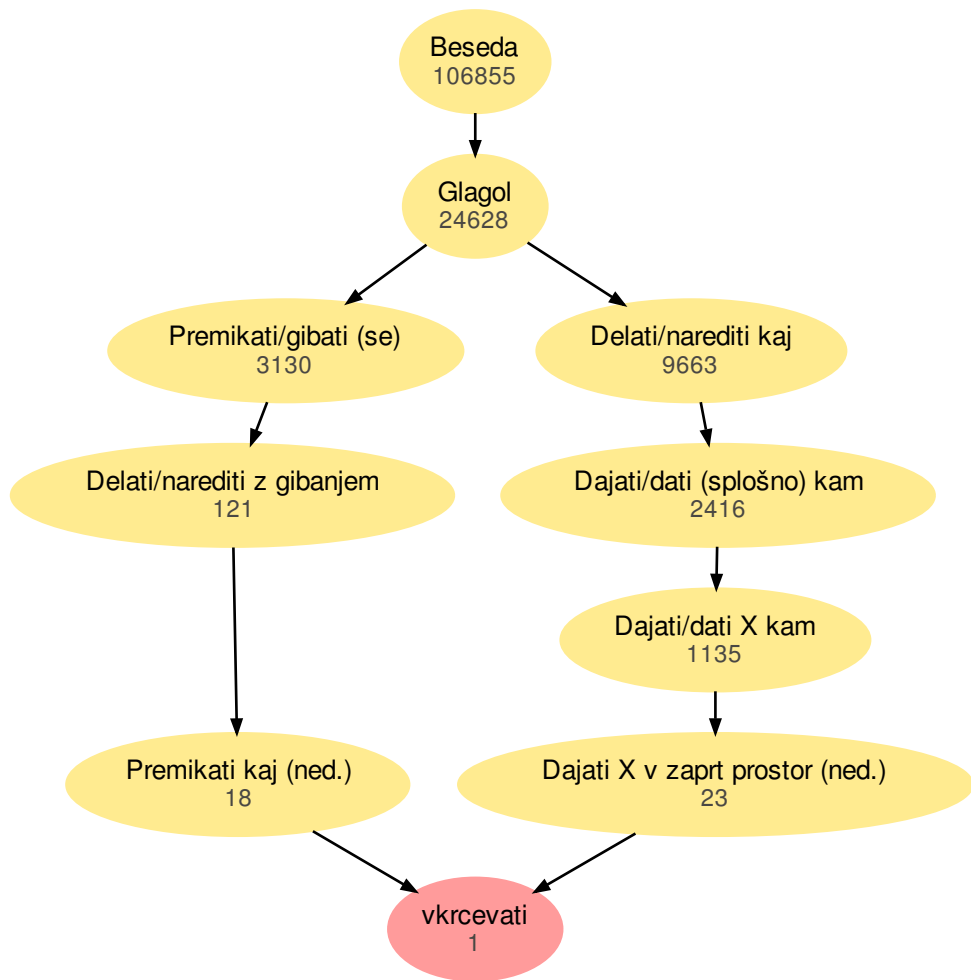 Beseda
106855
Glagol
24628
Premikati/gibati (se)
3130
Delati/narediti kaj
9663
Delati/narediti z gibanjem
121
Dajati/dati (splošno) kam
2416
Dajati/dati X kam
1135
Premikati kaj (ned.)
18
Dajati X v zaprt prostor (ned.)
23
vkrcevati
1